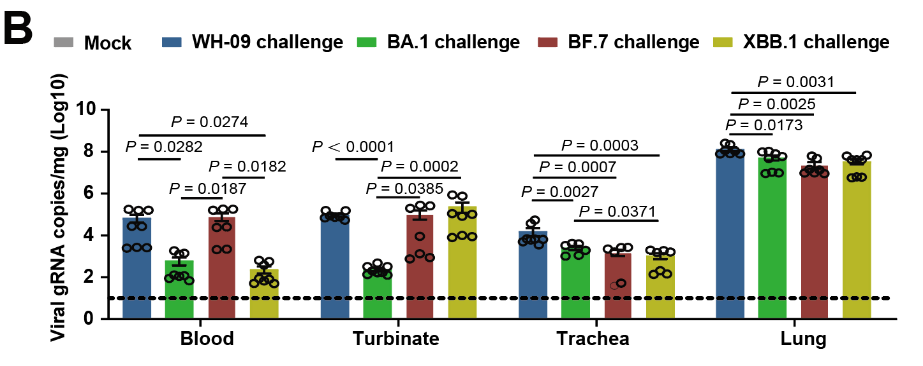 B
Mock WH-09 challenge BA.1 challenge BF.7 challenge XBB.1 challenge
Viral gRNA copies/mg (Log10)
10
8
6
4
2
0
P = 0.0274
P = 0.0282
P = 0.0182
P = 0.0187
P < 0.0001
P = 0.0002
P = 0.0385
P = 0.0003
P = 0.0007
P = 0.0027
P = 0.0371
P = 0.0031
P = 0.0025
P = 0.0173
Blood Turbinate Trachea Lung